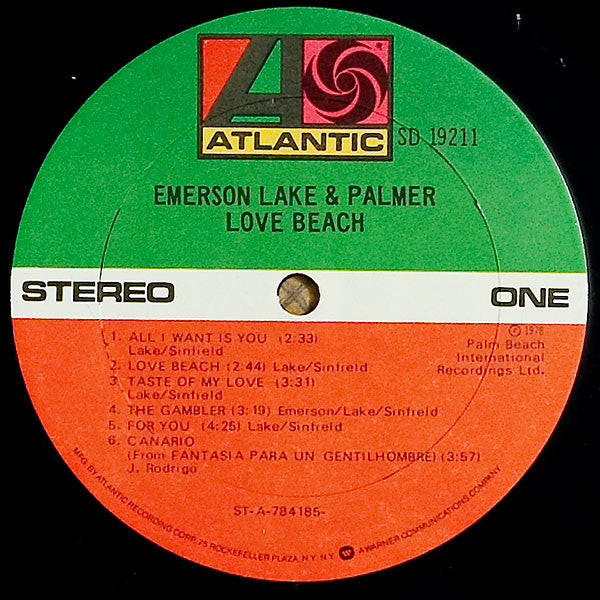 ATLANTIC
SD 19211
EMERSON LAKE & PALMER
LOVE BEACH
STEREO
ONE
1. ALL I WANT IS YOU (2:33)
Lake/Sinfield
2. LOVE BEACH (2:44) Lake/Sinfield
3. TASTE OF MY LOVE (3:31)
Lake/Sinfield
4. THE GAMBLER (3:19) Emerson/Lake/Sinfield
5. FOR YOU (4:25) Lake/Sinfield
6. CANARIO
(From FANTASIA PARA UN GENTILHOMBRE) (3:57)
J. Rodrigo
℗ 1978
Palm Beach
International
Recordings Ltd.
ST-A-784185-
MFG. BY ATLANTIC RECORDING CORP. 75 ROCKEFELLER PLAZA, N.Y. N.Y. W A WARNER COMMUNICATIONS COMPANY